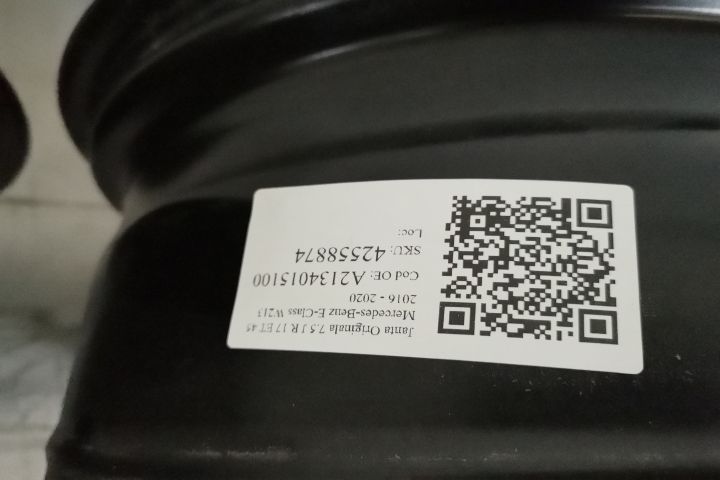 Janta Originala 7.5 J R 17 ET 45
Mercedes-Benz E-Class W213
2016 - 2020
Cod OE: A2134015100
SKU: 42558874
Loc: